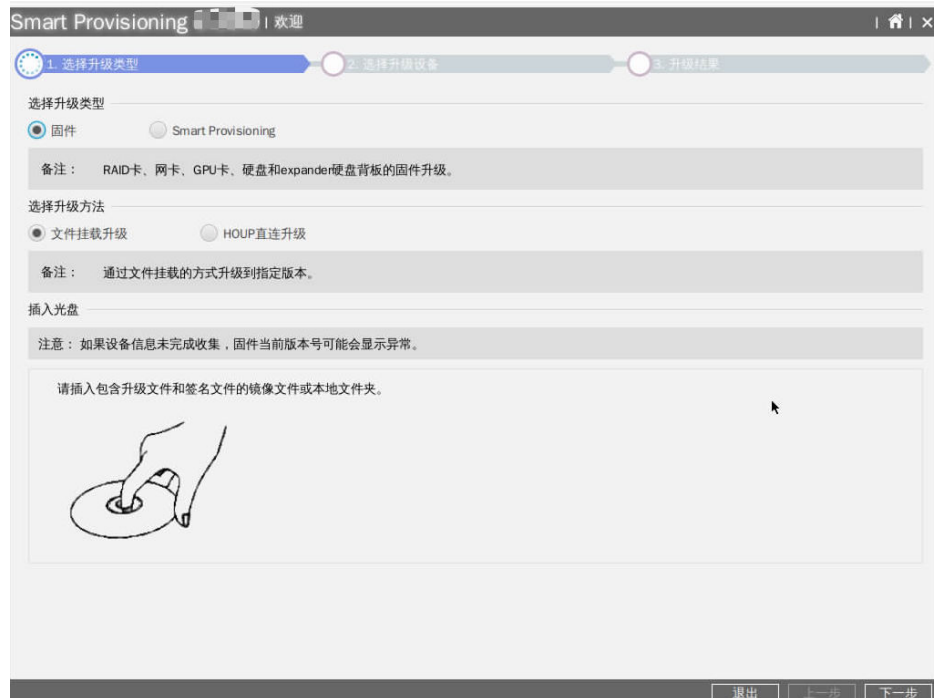 Smart Provisioning | 欢迎
1. 选择升级类型
2. 选择升级设备
3. 升级结果
选择升级类型
固件 Smart Provisioning
备注： RAID卡、网卡、GPU卡、硬盘和expander硬盘背板的固件升级。
选择升级方法
文件挂载升级 HOUP直连升级
备注： 通过文件挂载的方式升级到指定版本。
插入光盘
注意： 如果设备信息未完成收集，固件当前版本号可能会显示异常。
请插入包含升级文件和签名文件的镜像文件或本地文件夹。
退出 上一步 下一步